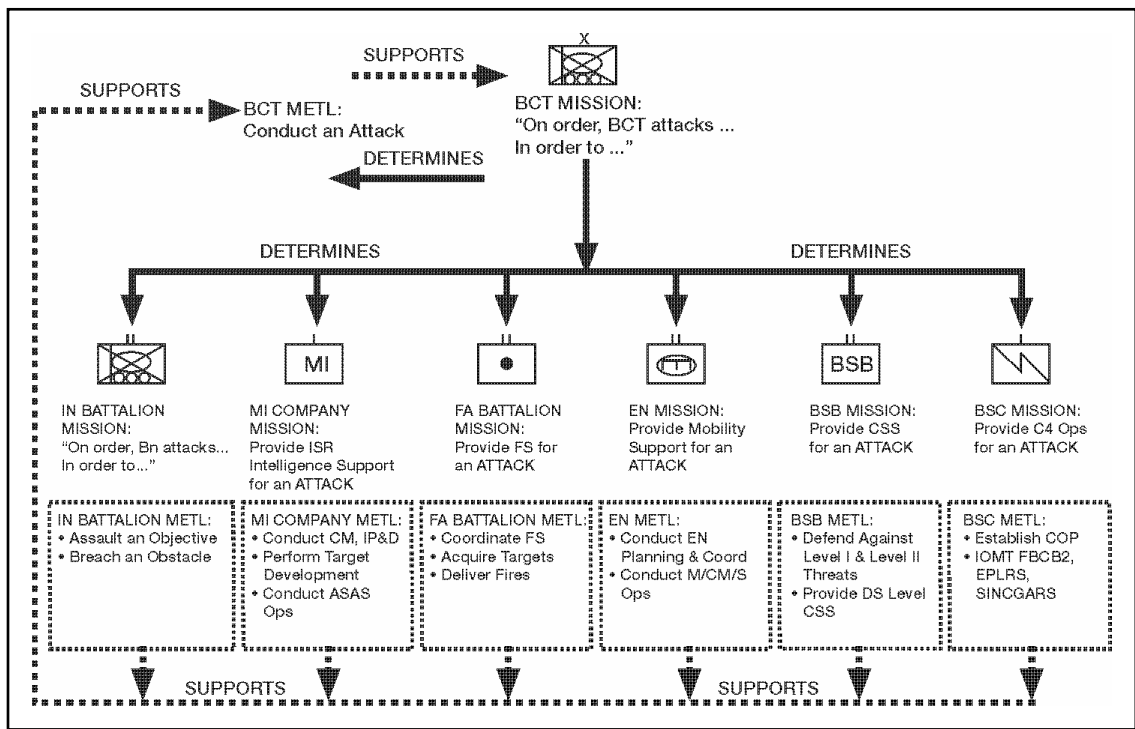 X
SUPPORTS
SUPPORTS
BCT METL:
Conduct an Attack
BCT MISSION:
"On order, BCT attacks ...
In order to ..."
DETERMINES
DETERMINES
DETERMINES
MI
BSB
IN BATTALION
MISSION:
"On order, Bn attacks...
In order to..."
MI COMPANY
MISSION:
Provide ISR
Intelligence Support
for an ATTACK
FA BATTALION
MISSION:
Provide FS for
an ATTACK
EN MISSION:
Provide Mobility
Support for an
ATTACK
BSB MISSION:
Provide CSS
for an ATTACK
BSC MISSION:
Provide C4 Ops
for an ATTACK
IN BATTALION METL:
• Assault an Objective
• Breach an Obstacle
MI COMPANY METL:
• Conduct CM, IP&D
• Perform Target
Development
• Conduct ASAS
Ops
FA BATTALION METL:
• Coordinate FS
• Acquire Targets
• Deliver Fires
EN METL:
• Conduct EN
Planning & Coord
• Conduct M/CM/S
Ops
BSB METL:
• Defend Against
Level I & Level II
Threats
• Provide DS Level
CSS
BSC METL:
• Establish COP
• IOMT FBCB2,
EPLRS,
SINCGARS
SUPPORTS
SUPPORTS